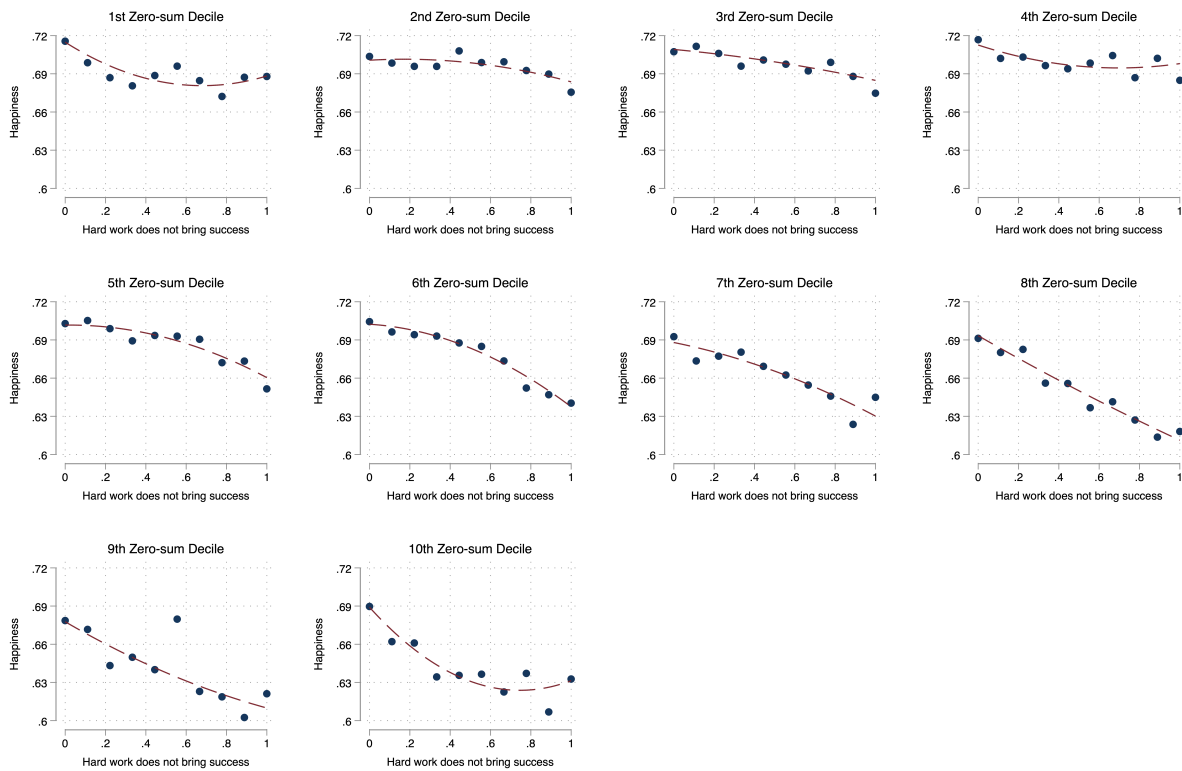 1st Zero-sum Decile
.72
.69
.66
.63
.6
Happiness
0 .2 .4 .6 .8 1
Hard work does not bring success
2nd Zero-sum Decile
.72
.69
.66
.63
.6
Happiness
0 .2 .4 .6 .8 1
Hard work does not bring success
3rd Zero-sum Decile
.72
.69
.66
.63
.6
Happiness
0 .2 .4 .6 .8 1
Hard work does not bring success
4th Zero-sum Decile
.72
.69
.66
.63
.6
Happiness
0 .2 .4 .6 .8 1
Hard work does not bring success
5th Zero-sum Decile
.72
.69
.66
.63
.6
Happiness
0 .2 .4 .6 .8 1
Hard work does not bring success
6th Zero-sum Decile
.72
.69
.66
.63
.6
Happiness
0 .2 .4 .6 .8 1
Hard work does not bring success
7th Zero-sum Decile
.72
.69
.66
.63
.6
Happiness
0 .2 .4 .6 .8 1
Hard work does not bring success
8th Zero-sum Decile
.72
.69
.66
.63
.6
Happiness
0 .2 .4 .6 .8 1
Hard work does not bring success
9th Zero-sum Decile
.72
.69
.66
.63
.6
Happiness
0 .2 .4 .6 .8 1
Hard work does not bring success
10th Zero-sum Decile
.72
.69
.66
.63
.6
Happiness
0 .2 .4 .6 .8 1
Hard work does not bring success